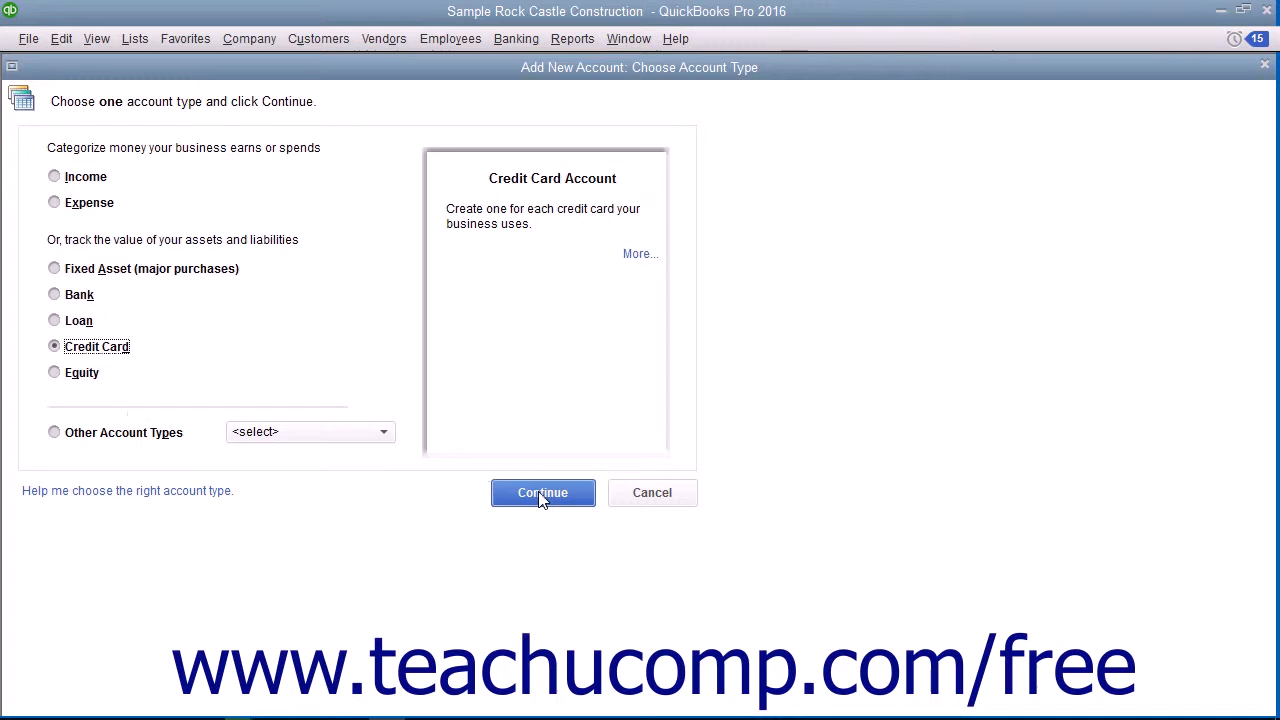 qb
Sample Rock Castle Construction - QuickBooks Pro 2016
File Edit View Lists Favorites Company Customers Vendors Employees Banking Reports Window Help
15
Add New Account: Choose Account Type
Choose one account type and click Continue.
Categorize money your business earns or spends
Income
Expense
Or, track the value of your assets and liabilities
Fixed Asset (major purchases)
Bank
Loan
Credit Card
Equity
Other Account Types
<select>
Credit Card Account
Create one for each credit card your
business uses.
More...
Help me choose the right account type.
Continue
Cancel
www.teachucomp.com/free